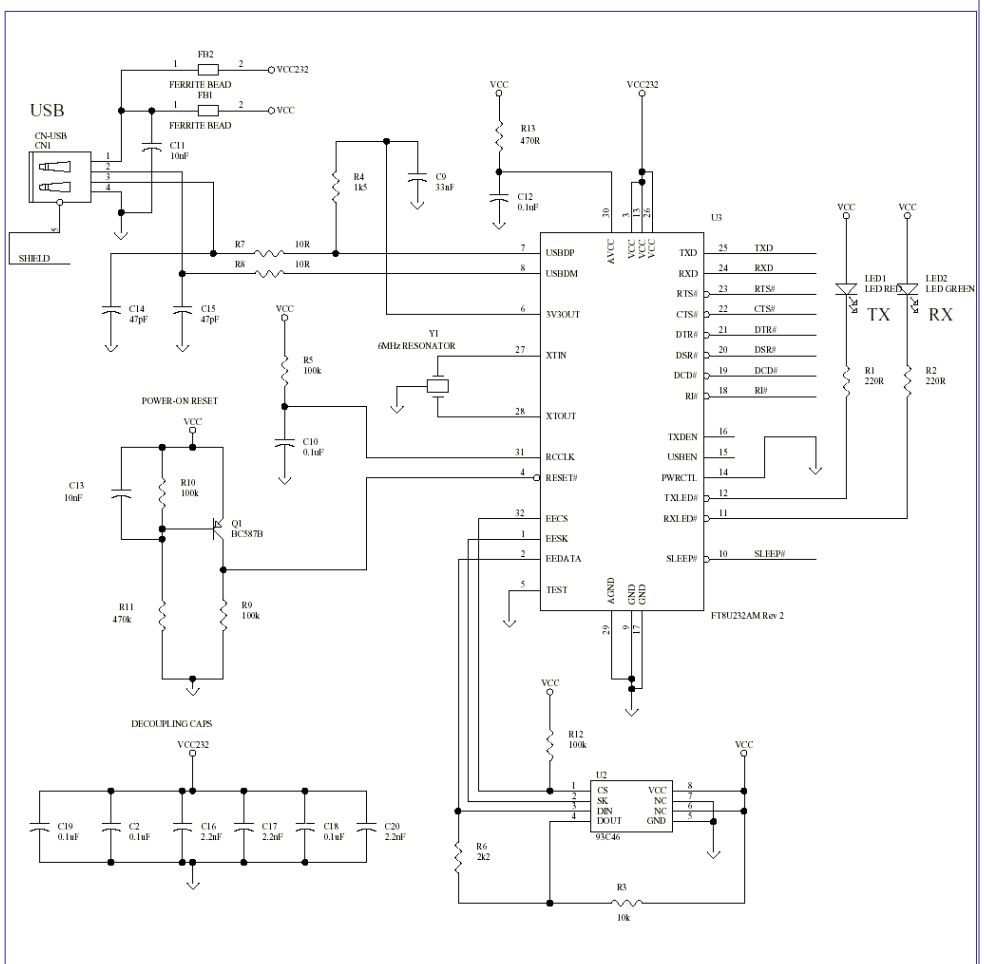 FB2
1 2 VCC232
FERRITE BEAD
FB1
1 2 VCC
FERRITE BEAD
USB
CN-USB
CN1
1
2
3
4
5
SHIELD
C11
10nF
R4
1k5
C9
33nF
VCC
R13
470R
C12
0.1uF
VCC232
R7 10R
R8 10R
C14
47pF
C15
47pF
VCC
R5
100k
C10
0.1uF
Y1
6MHz RESONATOR
POWER-ON RESET
VCC
C13
10nF
R10
100k
Q1
BC587B
R11
470k
R9
100k
U3
30 AVCC
3 VCC
13 VCC
26 VCC
7 USBDP
8 USBDM
6 3V3OUT
27 XTIN
28 XTOUT
31 RCCLK
4 RESET#
32 EECS
1 EESK
2 EEDATA
5 TEST
TXD 25 TXD
RXD 24 RXD
RTS# 23 RTS#
CTS# 22 CTS#
DTR# 21 DTR#
DSR# 20 DSR#
DCD# 19 DCD#
RI# 18 RI#
TXDEN 16
USBEN 15
PWRCTL 14
TXLED# 12
RXLED# 11
SLEEP# 10 SLEEP#
AGND 29
GND 9
GND 17
FT8U232AM Rev 2
VCC
LED1
LED RED
TX
R1
220R
VCC
LED2
LED GREEN
RX
R2
220R
DECOUPLING CAPS
VCC232
C19
0.1uF
C2
0.1uF
C16
2.2nF
C17
2.2nF
C18
0.1uF
C20
2.2nF
VCC
R12
100k
VCC
U2
1 CS VCC 8
2 SK NC 7
3 DIN NC 6
4 DOUT GND 5
93C46
R6
2k2
R3
10k